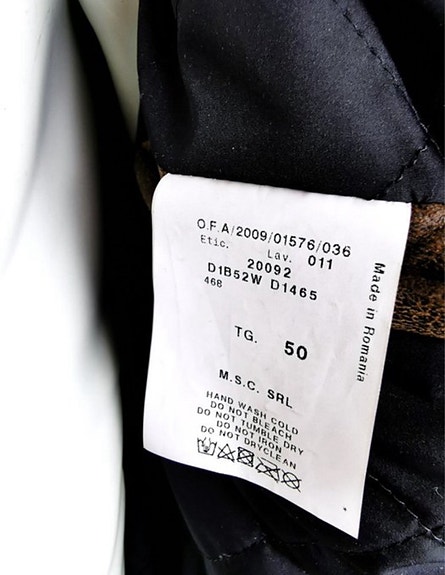 O.F.A/2009/01576/036
Etic. Lav. 011
20092
D1B52W D1465
468
TG. 50
M.S.C. SRL
HAND WASH COLD
DO NOT BLEACH
DO NOT TUMBLE DRY
DO NOT IRON
DO NOT DRYCLEAN
Made in Romania